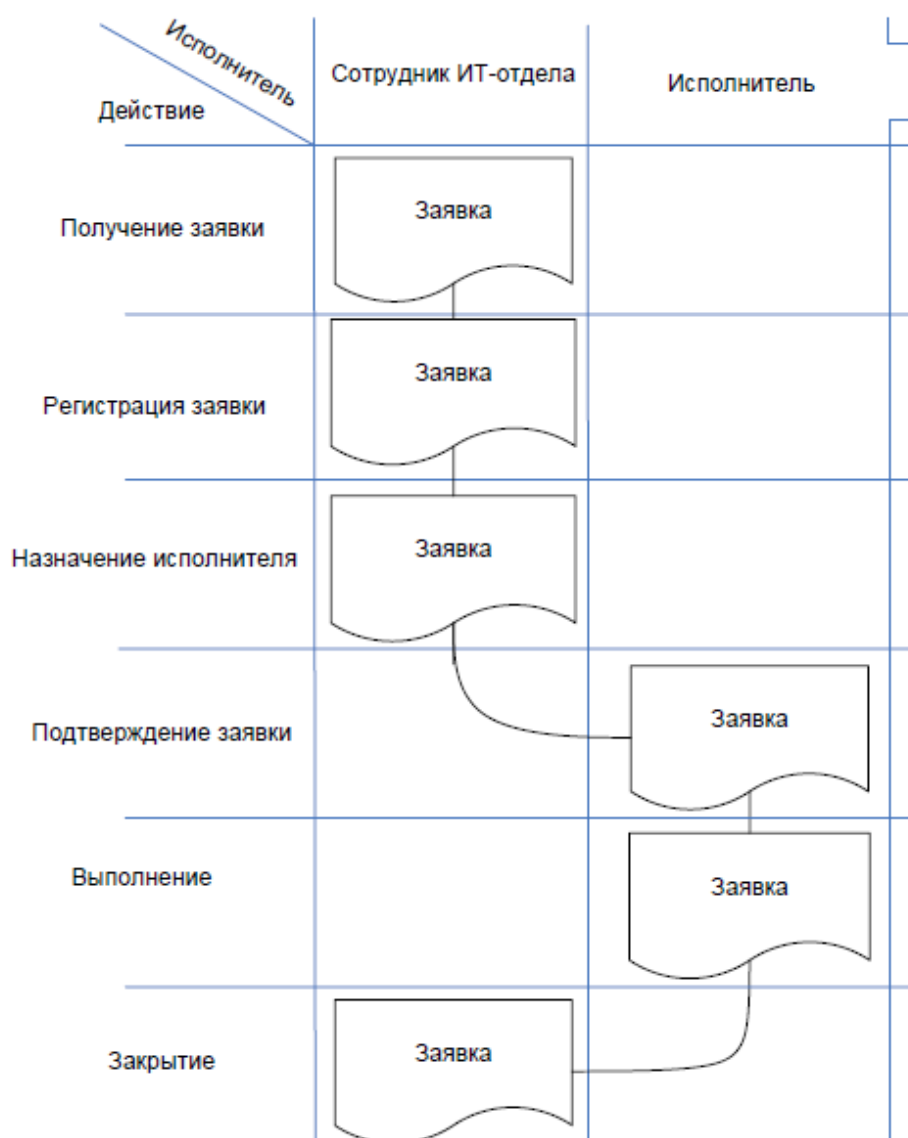 Исполнитель
Действие
Сотрудник ИТ-отдела
Исполнитель
Получение заявки
Заявка
Регистрация заявки
Заявка
Назначение исполнителя
Заявка
Подтверждение заявки
Заявка
Выполнение
Заявка
Закрытие
Заявка